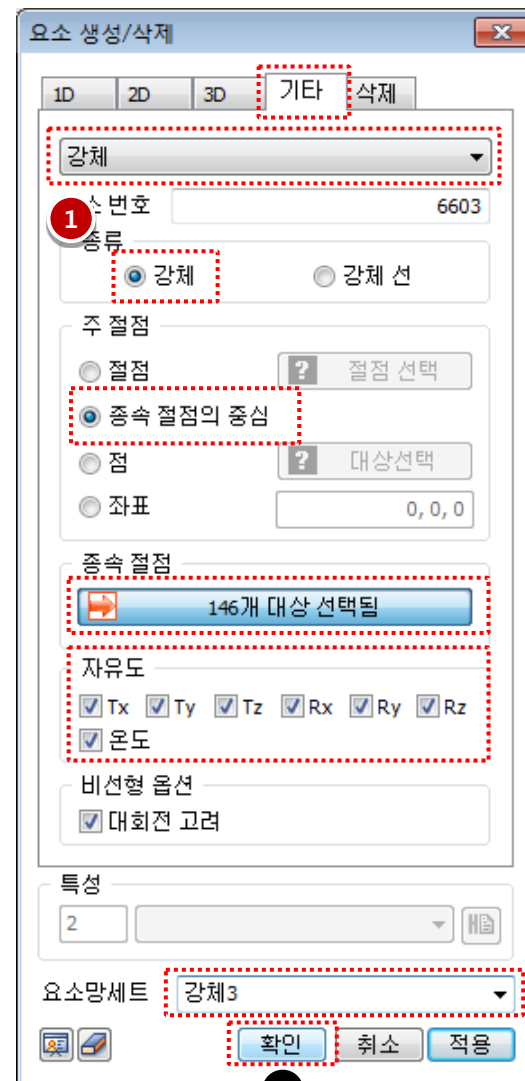 요소 생성/삭제
1D 2D 3D 기타 삭제
강체
번호 6603
1
종류
강체 강체 선
주 절점
절점 ? 절점 선택
종속 절점의 중심
점 ? 대상선택
좌표 0, 0, 0
종속 절점
146개 대상 선택됨
자유도
Tx Ty Tz Rx Ry Rz
온도
비선형 옵션
대회전 고려
특성
2
요소망세트 강체3
확인 취소 적용